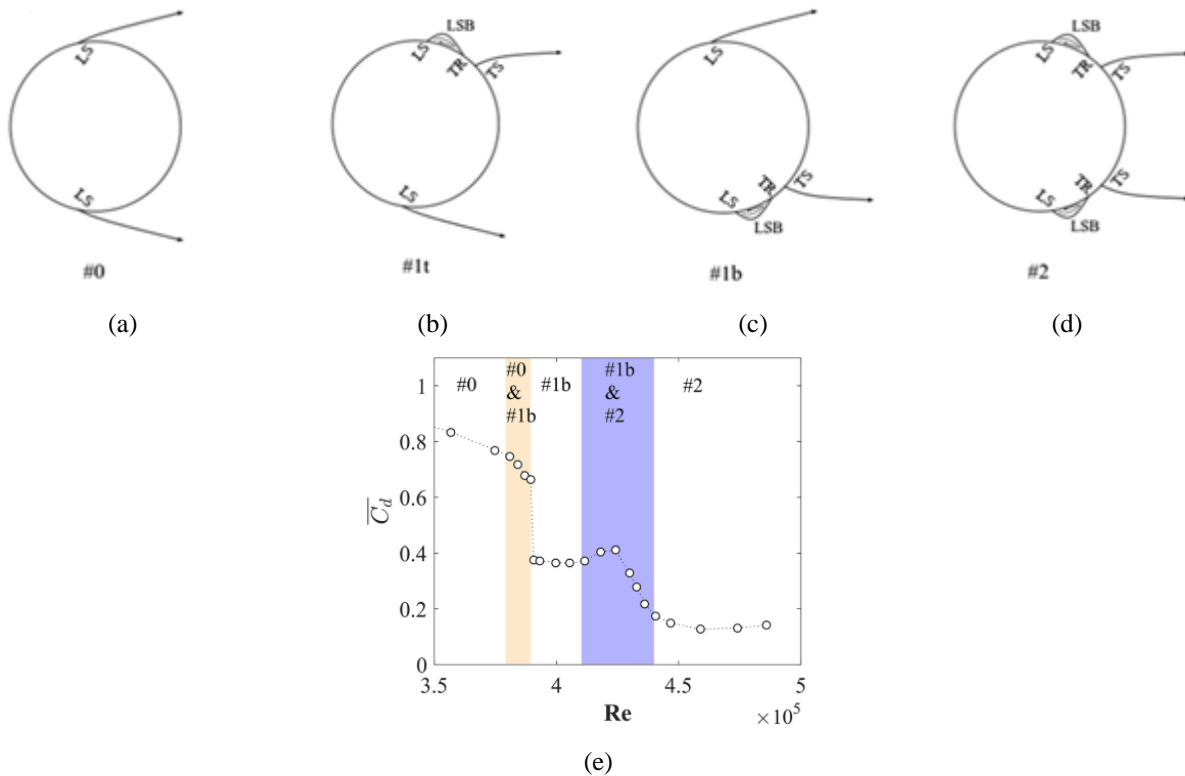 LS
LS
#0
(a)
LSB
LS
TR
TS
LS
#1t
(b)
LS
TR
TS
LS
LSB
#1b
(c)
LSB
LS
TR
TS
TR
TS
LS
LSB
#2
(d)
#0
#0
&
#1b
#1b
#1b
&
#2
#2
1
0.8
0.6
0.4
0.2
0
C_d
3.5
4
4.5
5
Re
×10^5
(e)